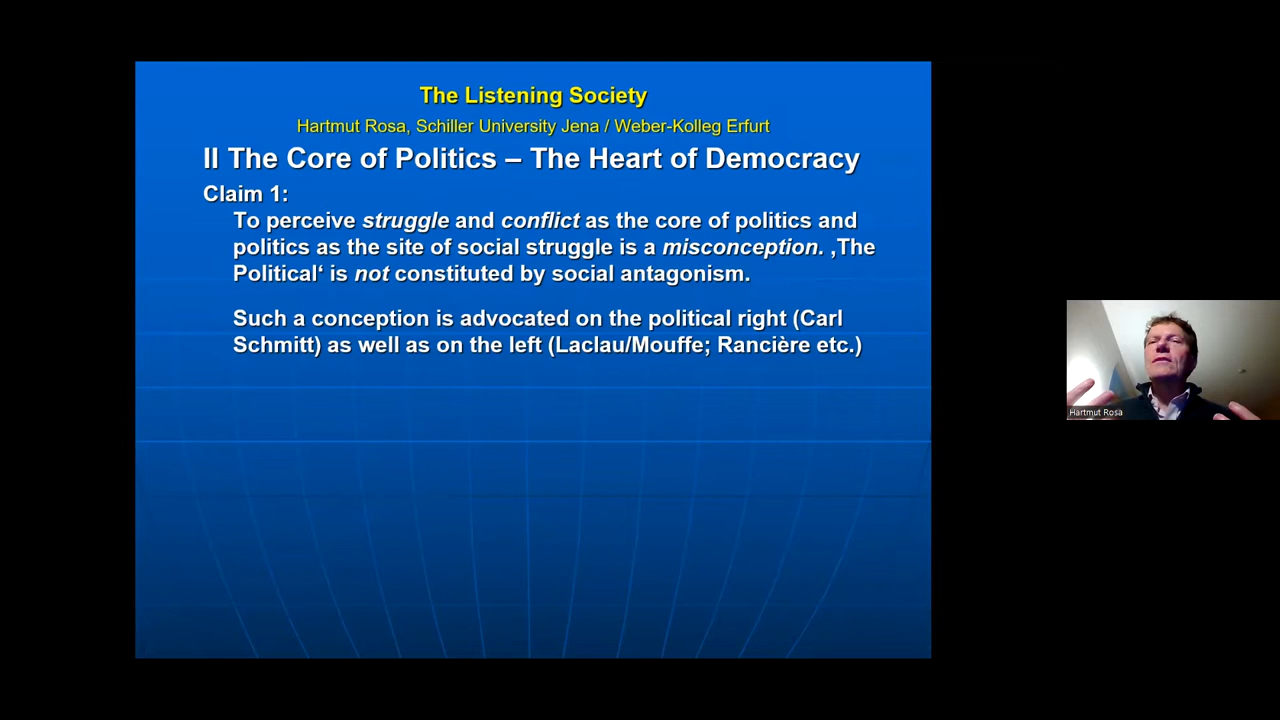 The Listening Society
Hartmut Rosa, Schiller University Jena / Weber-Kolleg Erfurt
II The Core of Politics – The Heart of Democracy
Claim 1:
To perceive struggle and conflict as the core of politics and
politics as the site of social struggle is a misconception. ‚The
Political‘ is not constituted by social antagonism.
Such a conception is advocated on the political right (Carl
Schmitt) as well as on the left (Laclau/Mouffe; Rancière etc.)
Hartmut Rosa